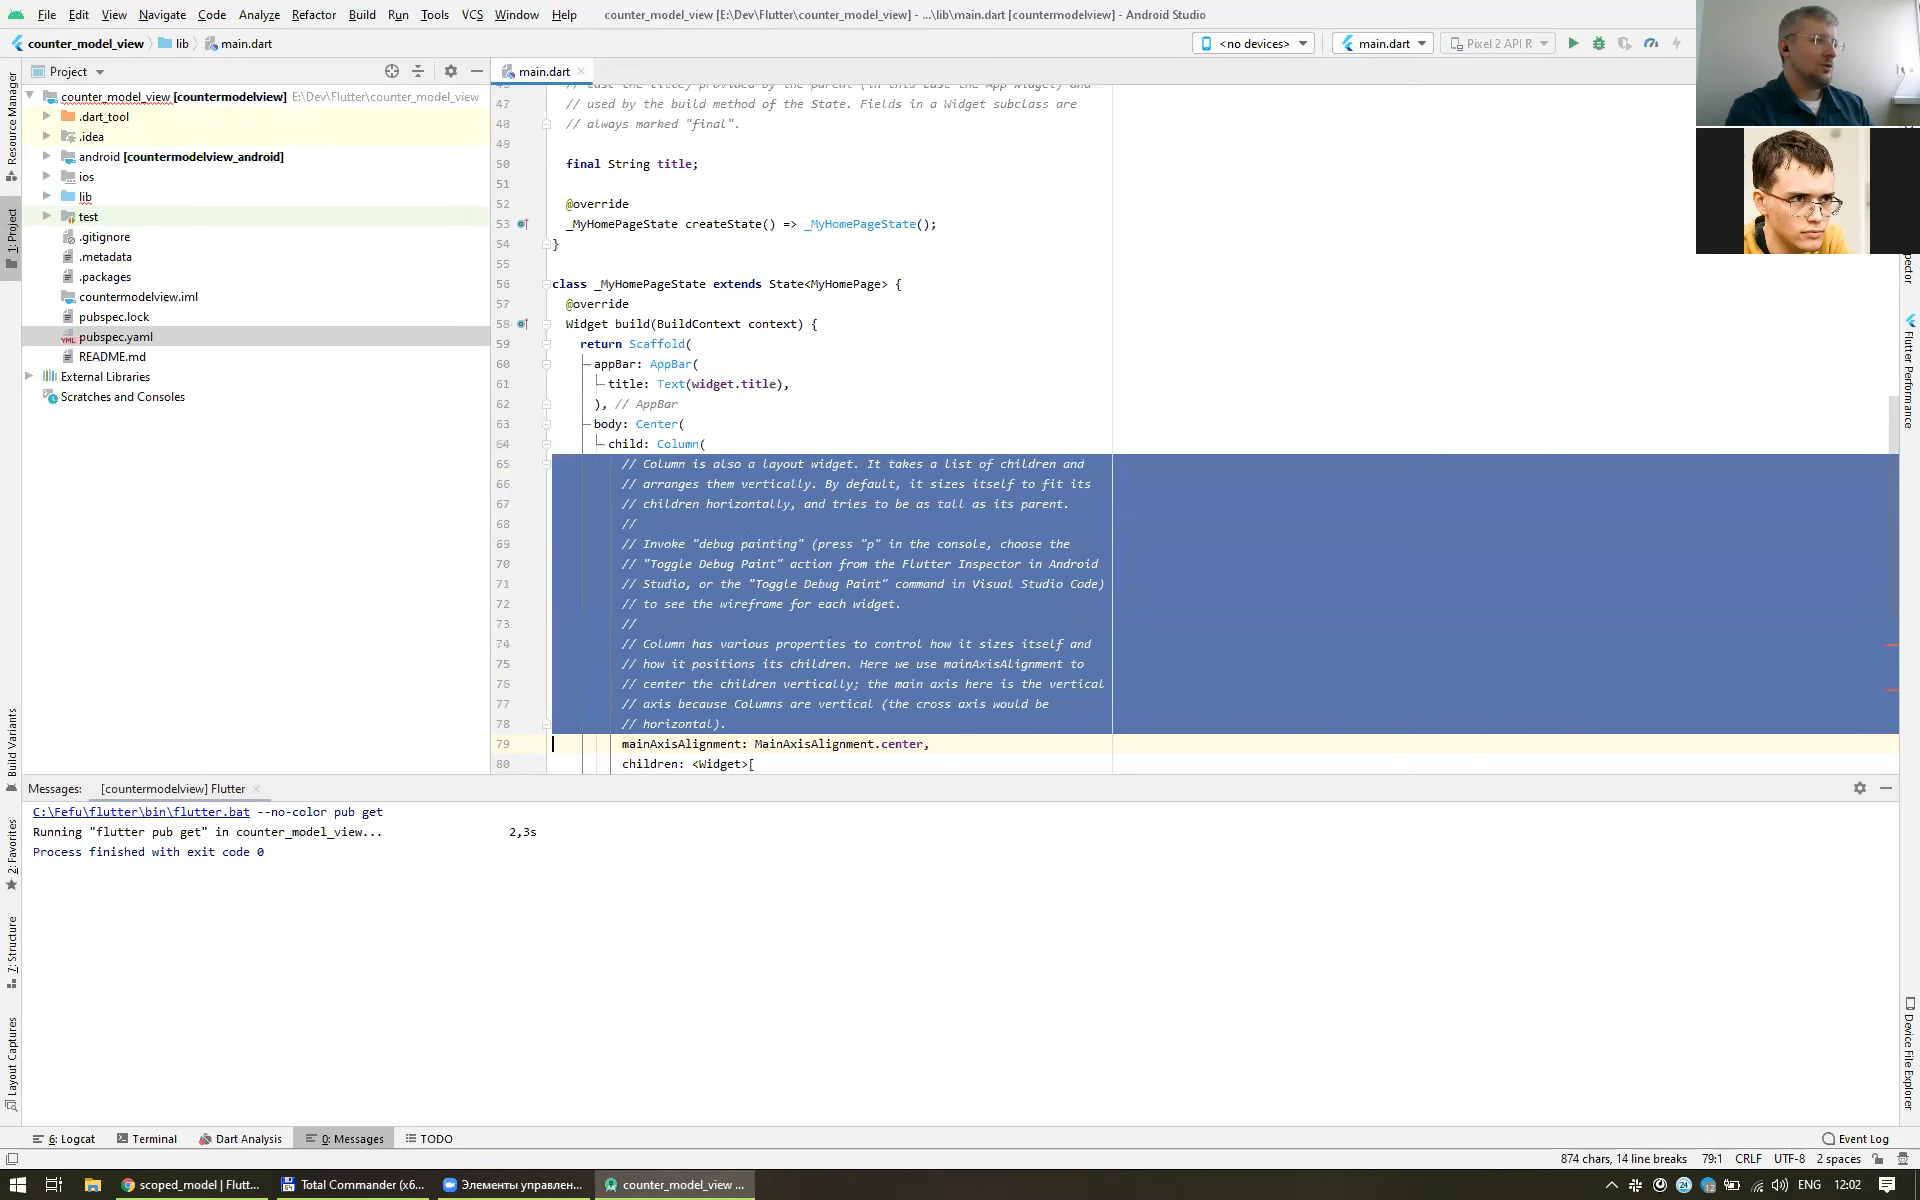 File Edit View Navigate Code Analyze Refactor Build Run Tools VCS Window Help counter_model_view [E:\Dev\Flutter\counter_model_view] - ...\lib\main.dart [countermodelview] - Android Studio
counter_model_view lib main.dart <no devices> main.dart Pixel 2 API R
Project main.dart
counter_model_view [countermodelview] E:\Dev\Flutter\counter_model_view
.dart_tool
.idea
android [countermodelview_android]
ios
lib
test
.gitignore
.metadata
.packages
countermodelview.iml
pubspec.lock
pubspec.yaml
README.md
External Libraries
Scratches and Consoles
47 // used by the build method of the State. Fields in a Widget subclass are
48 // always marked "final".
49
50 final String title;
51
52 @override
53 _MyHomePageState createState() => _MyHomePageState();
54 }
55
56 class _MyHomePageState extends State<MyHomePage> {
57 @override
58 Widget build(BuildContext context) {
59 return Scaffold(
60 appBar: AppBar(
61 title: Text(widget.title),
62 ), // AppBar
63 body: Center(
64 child: Column(
65 // Column is also a layout widget. It takes a list of children and
66 // arranges them vertically. By default, it sizes itself to fit its
67 // children horizontally, and tries to be as tall as its parent.
68 //
69 // Invoke "debug painting" (press "p" in the console, choose the
70 // "Toggle Debug Paint" action from the Flutter Inspector in Android
71 // Studio, or the "Toggle Debug Paint" command in Visual Studio Code)
72 // to see the wireframe for each widget.
73 //
74 // Column has various properties to control how it sizes itself and
75 // how it positions its children. Here we use mainAxisAlignment to
76 // center the children vertically; the main axis here is the vertical
77 // axis because Columns are vertical (the cross axis would be
78 // horizontal).
79 mainAxisAlignment: MainAxisAlignment.center,
80 children: <Widget>[
Messages: [countermodelview] Flutter
C:\Fefu\flutter\bin\flutter.bat --no-color pub get
Running "flutter pub get" in counter_model_view... 2,3s
Process finished with exit code 0
Resource Manager
1: Project
Build Variants
2: Favorites
7: Structure
Layout Captures
Flutter Performance
Device File Explorer
6: Logcat Terminal Dart Analysis 0: Messages TODO Event Log
874 chars, 14 line breaks 79:1 CRLF UTF-8 2 spaces
scoped_model | Flutt... Total Commander (x6... Элементы управлен... counter_model_view ... 24 12 ENG 12:02